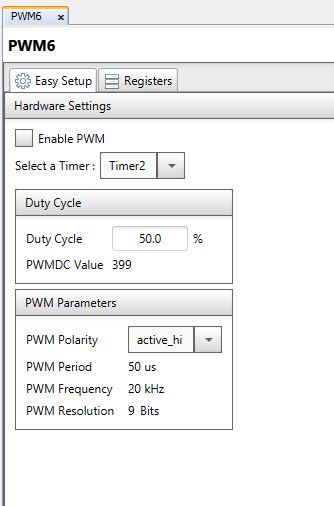 PWM6 x
PWM6
Easy Setup Registers
Hardware Settings
Enable PWM
Select a Timer : Timer2
Duty Cycle
Duty Cycle 50.0 %
PWMDC Value 399
PWM Parameters
PWM Polarity active_hi
PWM Period 50 us
PWM Frequency 20 kHz
PWM Resolution 9 Bits